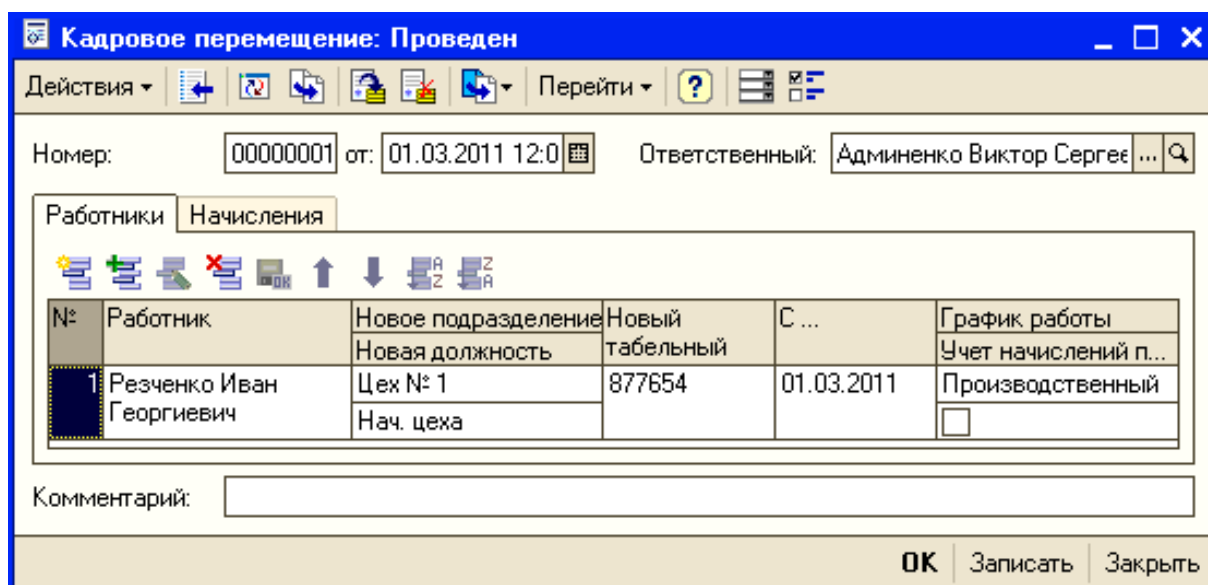 Кадровое перемещение: Проведен
Действия Перейти ?
Номер: 00000001 от: 01.03.2011 12:0 Ответственный: Админенко Виктор Сергее ...
Работники Начисления
№ Работник Новое подразделение Новый табельный С ... График работы
Новая должность Учет начислений п...
1 Резченко Иван Георгиевич Цех № 1 877654 01.03.2011 Производственный
Нач. цеха
Комментарий:
OK Записать Закрыть